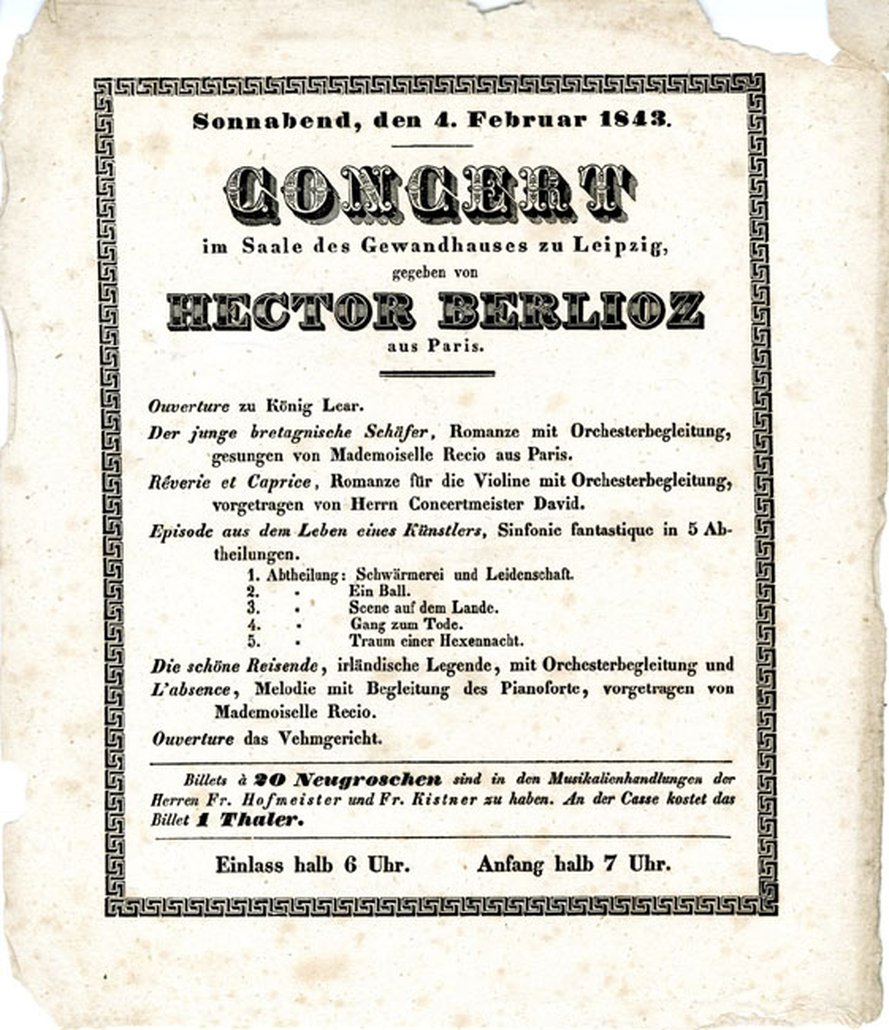 Sonnabend, den 4. Februar 1843.
CONCERT
im Saale des Gewandhauses zu Leipzig,
gegeben von
HECTOR BERLIOZ
aus Paris.
Ouverture zu König Lear.
Der junge bretagnische Schäfer, Romanze mit Orchesterbegleitung,
gesungen von Mademoiselle Recio aus Paris.
Rêverie et Caprice, Romanze für die Violine mit Orchesterbegleitung,
vorgetragen von Herrn Concertmeister David.
Episode aus dem Leben eines Künstlers, Sinfonie fantastique in 5 Ab-
theilungen.
1. Abtheilung: Schwärmerei und Leidenschaft.
2. " Ein Ball.
3. " Scene auf dem Lande.
4. " Gang zum Tode.
5. " Traum einer Hexennacht.
Die schöne Reisende, irländische Legende, mit Orchesterbegleitung und
L'absence, Melodie mit Begleitung des Pianoforte, vorgetragen von
Mademoiselle Recio.
Ouverture das Vehmgericht.
Billets à 20 Neugroschen sind in den Musikalienhandlungen der
Herren Fr. Hofmeister und Fr. Kistner zu haben. An der Casse kostet das
Billet 1 Thaler.
Einlass halb 6 Uhr. Anfang halb 7 Uhr.